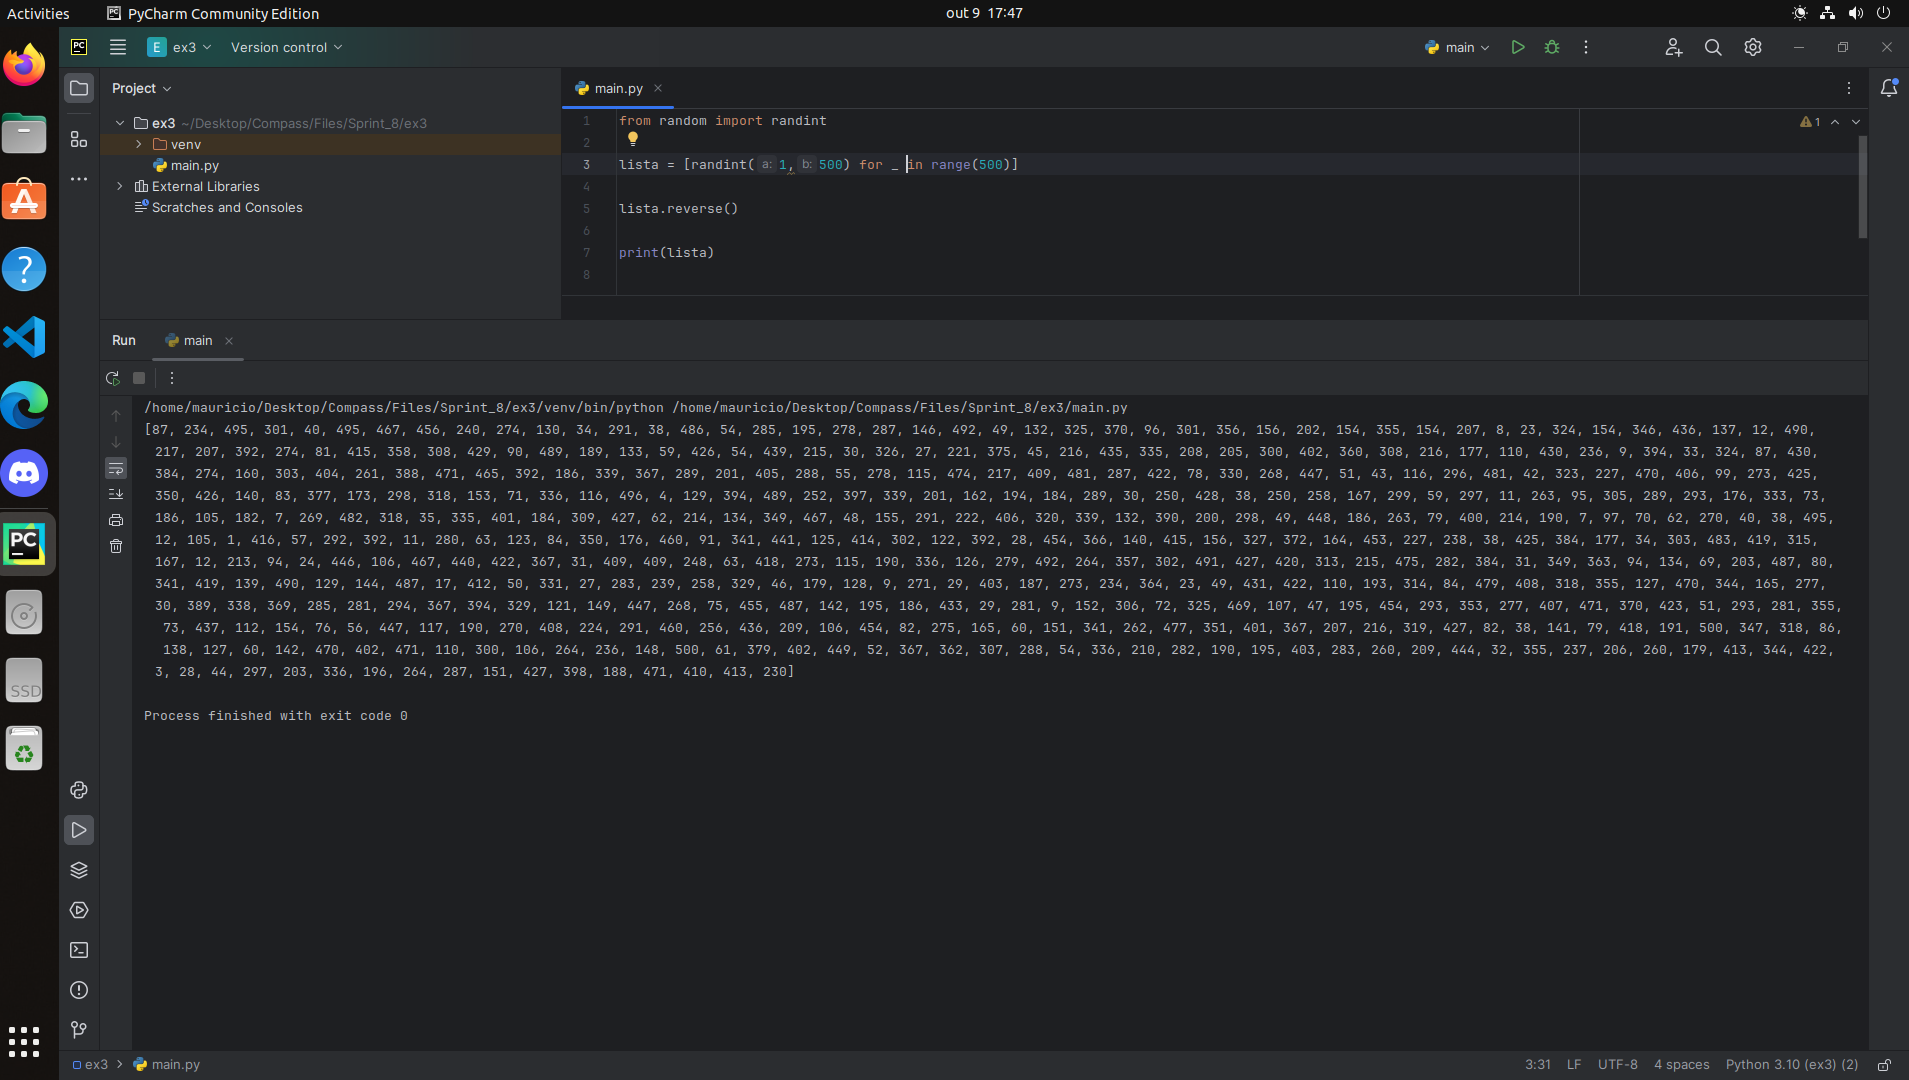 Activities
PyCharm Community Edition
out 9 17:47
PC
E ex3
Version control
main
Project
main.py
ex3 ~/Desktop/Compass/Files/Sprint_8/ex3
venv
main.py
External Libraries
Scratches and Consoles
1 from random import randint
2
3 lista = [randint( a: 1, b: 500) for _ in range(500)]
4
5 lista.reverse()
6
7 print(lista)
8
1
Run
main
/home/mauricio/Desktop/Compass/Files/Sprint_8/ex3/venv/bin/python /home/mauricio/Desktop/Compass/Files/Sprint_8/ex3/main.py
[87, 234, 495, 301, 40, 495, 467, 456, 240, 274, 130, 34, 291, 38, 486, 54, 285, 195, 278, 287, 146, 492, 49, 132, 325, 370, 96, 301, 356, 156, 202, 154, 355, 154, 207, 8, 23, 324, 154, 346, 436, 137, 12, 490,
217, 207, 392, 274, 81, 415, 358, 308, 429, 90, 489, 189, 133, 59, 426, 54, 439, 215, 30, 326, 27, 221, 375, 45, 216, 435, 335, 208, 205, 300, 402, 360, 308, 216, 177, 110, 430, 236, 9, 394, 33, 324, 87, 430,
384, 274, 160, 303, 404, 261, 388, 471, 465, 392, 186, 339, 367, 289, 201, 405, 288, 55, 278, 115, 474, 217, 409, 481, 287, 422, 78, 330, 268, 447, 51, 43, 116, 296, 481, 42, 323, 227, 470, 406, 99, 273, 425,
350, 426, 140, 83, 377, 173, 298, 318, 153, 71, 336, 116, 496, 4, 129, 394, 489, 252, 397, 339, 201, 162, 194, 184, 289, 30, 250, 428, 38, 250, 258, 167, 299, 59, 297, 11, 263, 95, 305, 289, 293, 176, 333, 73,
186, 105, 182, 7, 269, 482, 318, 35, 335, 401, 184, 309, 427, 62, 214, 134, 349, 467, 48, 155, 291, 222, 406, 320, 339, 132, 390, 200, 298, 49, 448, 186, 263, 79, 400, 214, 190, 7, 97, 70, 62, 270, 40, 38, 495,
12, 105, 1, 416, 57, 292, 392, 11, 280, 63, 123, 84, 350, 176, 460, 91, 341, 441, 125, 414, 302, 122, 392, 28, 454, 366, 140, 415, 156, 327, 372, 164, 453, 227, 238, 38, 425, 384, 177, 34, 303, 483, 419, 315,
167, 12, 213, 94, 24, 446, 106, 467, 440, 422, 367, 31, 409, 409, 248, 63, 418, 273, 115, 190, 336, 126, 279, 492, 264, 357, 302, 491, 427, 420, 313, 215, 475, 282, 384, 31, 349, 363, 94, 134, 69, 203, 487, 80,
341, 419, 139, 490, 129, 144, 487, 17, 412, 50, 331, 27, 283, 239, 258, 329, 46, 179, 128, 9, 271, 29, 403, 187, 273, 234, 364, 23, 49, 431, 422, 110, 193, 314, 84, 479, 408, 318, 355, 127, 470, 344, 165, 277,
30, 389, 338, 369, 285, 281, 294, 367, 394, 329, 121, 149, 447, 268, 75, 455, 487, 142, 195, 186, 433, 29, 281, 9, 152, 306, 72, 325, 469, 107, 47, 195, 454, 293, 353, 277, 407, 471, 370, 423, 51, 293, 281, 355,
73, 437, 112, 154, 76, 56, 447, 117, 190, 270, 408, 224, 291, 460, 256, 436, 209, 106, 454, 82, 275, 165, 60, 151, 341, 262, 477, 351, 401, 367, 207, 216, 319, 427, 82, 38, 141, 79, 418, 191, 500, 347, 318, 86,
138, 127, 60, 142, 470, 402, 471, 110, 300, 106, 264, 236, 148, 500, 61, 379, 402, 449, 52, 367, 362, 307, 288, 54, 336, 210, 282, 190, 195, 403, 283, 260, 209, 444, 32, 355, 237, 206, 260, 179, 413, 344, 422,
3, 28, 44, 297, 203, 336, 196, 264, 287, 151, 427, 398, 188, 471, 410, 413, 230]
Process finished with exit code 0
PC
SSD
ex3 > main.py
3:31 LF UTF-8 4 spaces Python 3.10 (ex3) (2)